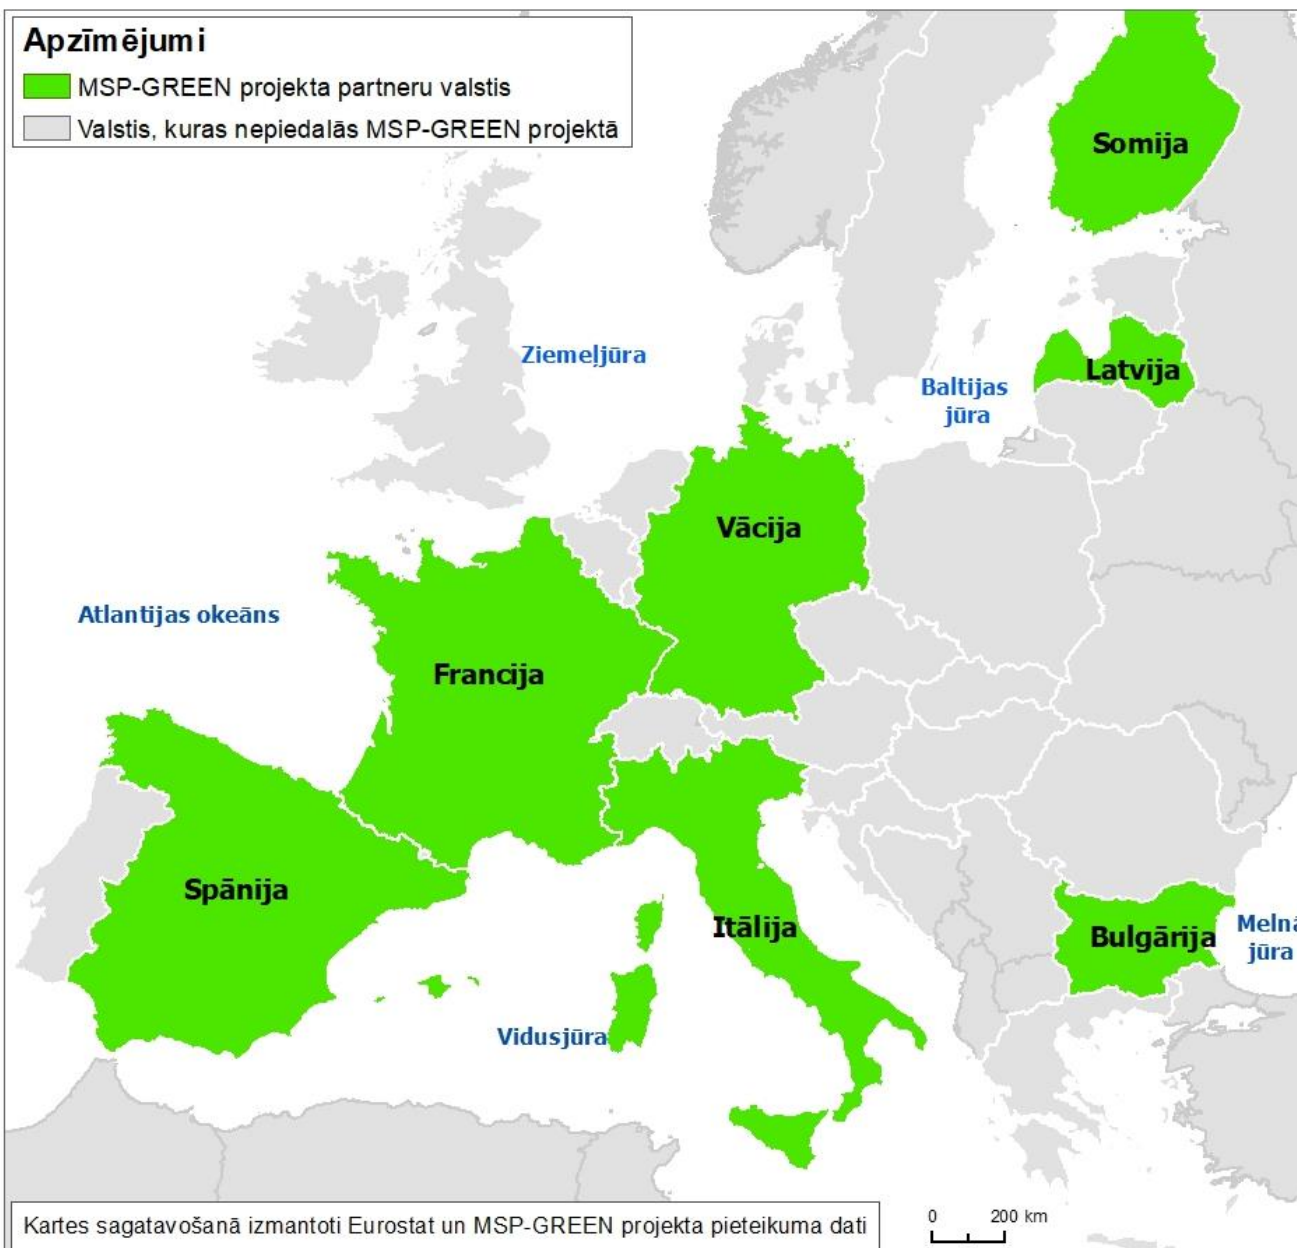 Apzīmējumi
MSP-GREEN projekta partneru valstis
Valstis, kuras nepiedalās MSP-GREEN projektā
Somija
Ziemeļjūra
Latvija
Baltijas
jūra
Vācija
Atlantijas okeāns
Francija
Spānija
Itālija
Bulgārija
Melnā
jūra
Vidusjūra
Kartes sagatavošanā izmantoti Eurostat un MSP-GREEN projekta pieteikuma dati
0 200 km